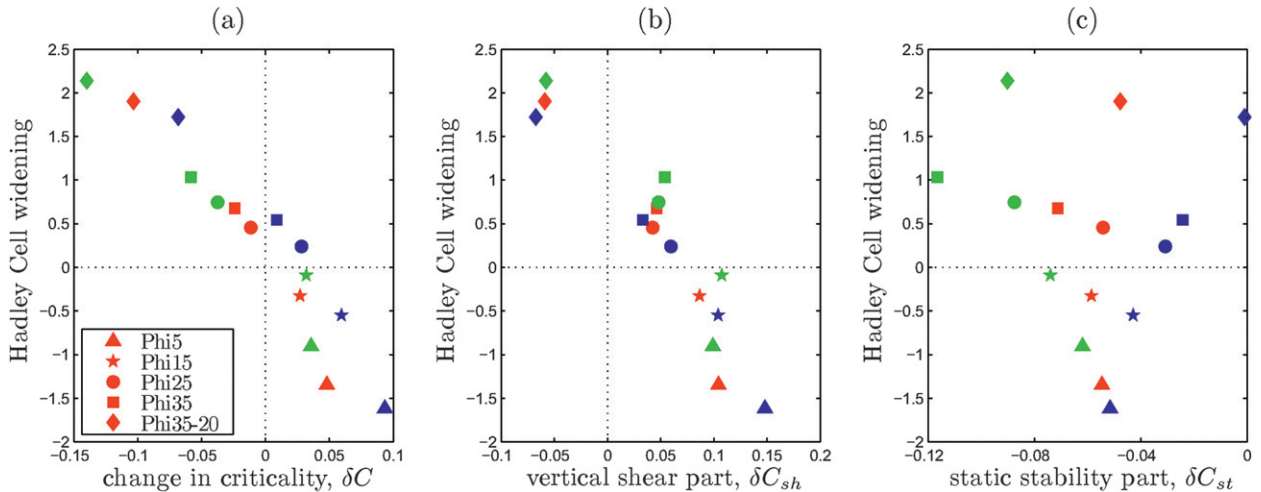 (a)
Hadley Cell widening
2.5
2
1.5
1
0.5
0
−0.5
−1
−1.5
−2
Phi5
Phi15
Phi25
Phi35
Phi35-20
−0.15 −0.1 −0.05 0 0.05 0.1
change in criticality, δC
(b)
Hadley Cell widening
2.5
2
1.5
1
0.5
0
−0.5
−1
−1.5
−2
−0.1 −0.05 0 0.05 0.1 0.15 0.2
vertical shear part, δC_sh
(c)
Hadley Cell widening
2.5
2
1.5
1
0.5
0
−0.5
−1
−1.5
−2
−0.12 −0.08 −0.04 0
static stability part, δC_st